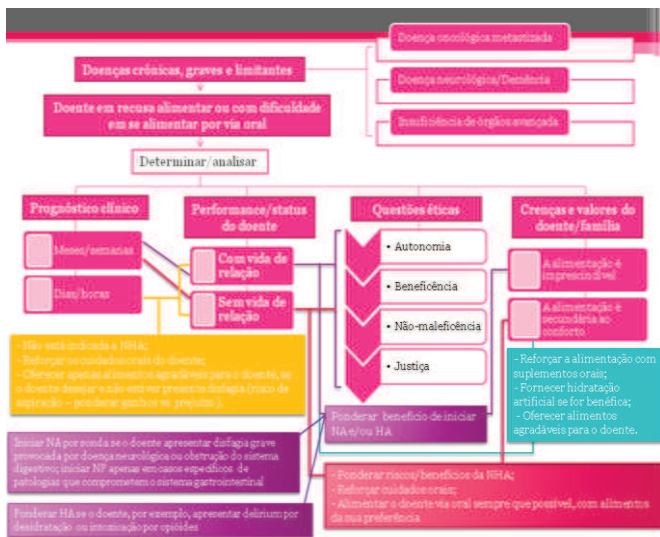 Doença oncológica metastizada
Doenças crónicas, graves e limitantes
Doença neurológica/Demência
Doente em recusa alimentar ou com dificuldade
em se alimentar por via oral
Insuficiência de órgãos avançada
Determinar/analisar
Prognóstico clínico
Performance/status
do doente
Questões éticas
Crenças e valores do
doente/família
Meses/semanas
Dias/horas
Com vida de
relação
Sem vida de
relação
• Autonomia
• Beneficência
• Não-maleficência
• Justiça
A alimentação é
imprescindível
A alimentação é
secundária ao
conforto
- Não está indicada a NHA;
- Reforçar os cuidados orais do doente;
- Oferecer apenas alimentos agradáveis para o doente, se
o doente desejar e não estiver presente disfagia (risco de
aspiração – ponderar ganhos vs prejuízo).
- Reforçar a alimentação com
suplementos orais;
- Fornecer hidratação
artificial se for benéfica;
- Oferecer alimentos
agradáveis para o doente.
Ponderar benefício de iniciar
NA e/ou HA
Iniciar NA por sonda se o doente apresentar disfagia grave
provocada por doença neurológica ou obstrução do sistema
digestivo; iniciar NP apenas em casos específicos de
patologias que comprometem o sistema gastrointestinal
- Ponderar riscos/benefícios da NHA;
- Reforçar cuidados orais;
- Alimentar o doente via oral sempre que possível, com alimentos
da sua preferência
Ponderar HA se o doente, por exemplo, apresentar delirium por
desidratação ou intoxicação por opióides